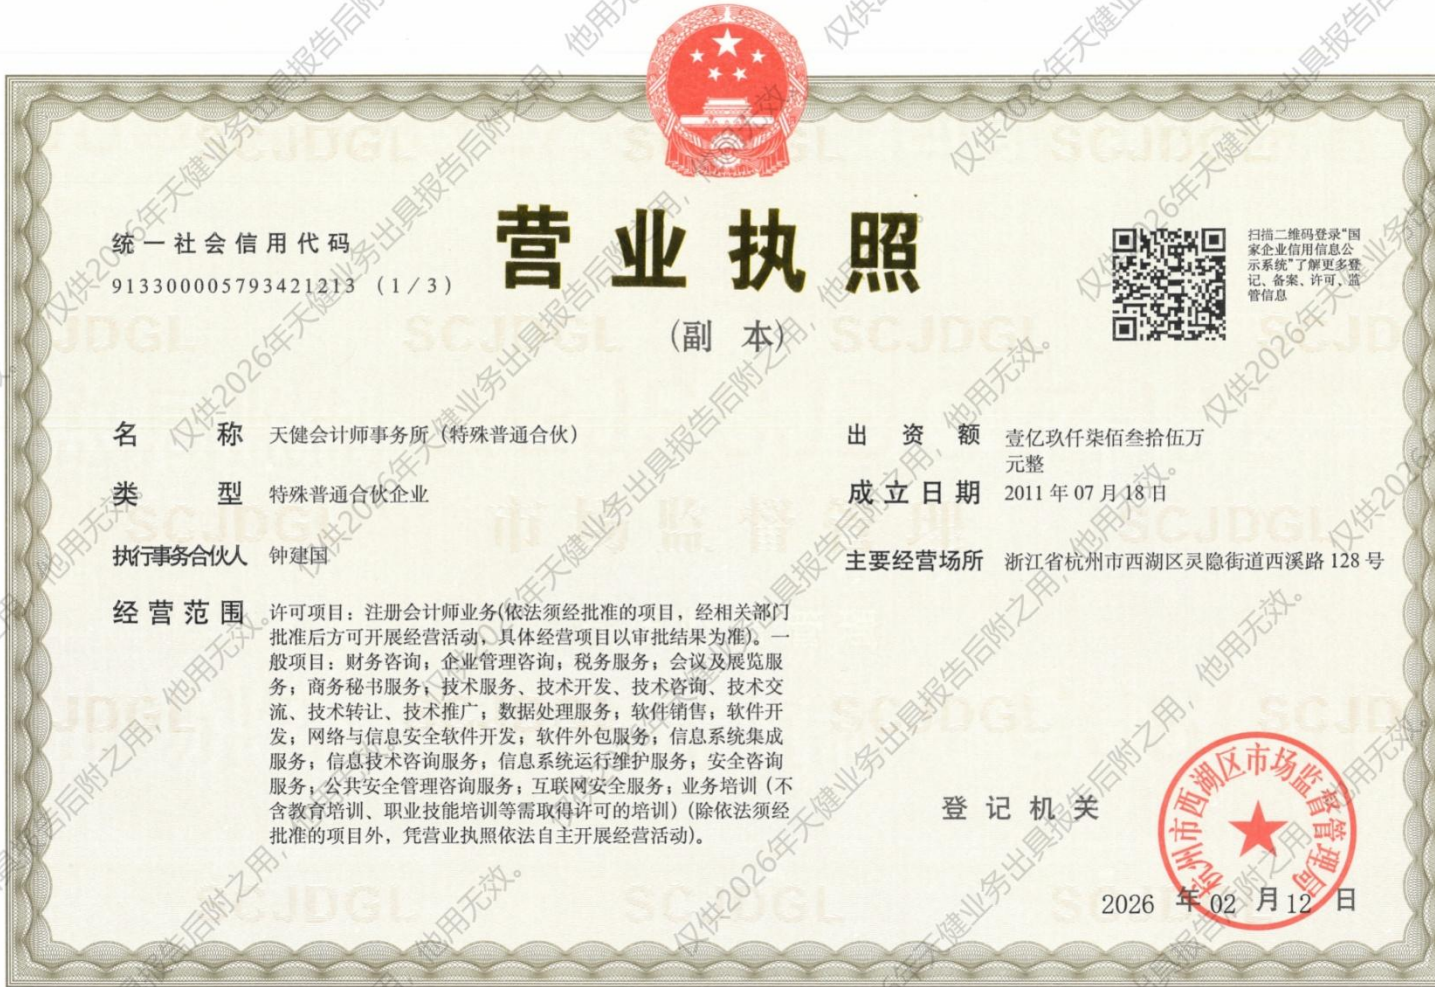 营业执照
(副 本)
统一社会信用代码
913300005793421213 (1/3)
扫描二维码登录“国
家企业信用信息公
示系统”了解更多登
记、备案、许可、监
管信息
名 称 天健会计师事务所（特殊普通合伙）
类 型 特殊普通合伙企业
执行事务合伙人 钟建国
经营范围 许可项目：注册会计师业务(依法须经批准的项目，经相关部门
批准后方可开展经营活动，具体经营项目以审批结果为准)。一
般项目：财务咨询；企业管理咨询；税务服务；会议及展览服
务；商务秘书服务；技术服务、技术开发、技术咨询、技术交
流、技术转让、技术推广；数据处理服务；软件销售；软件开
发；网络与信息安全软件开发；软件外包服务；信息系统集成
服务；信息技术咨询服务；信息系统运行维护服务；安全咨询
服务；公共安全管理咨询服务；互联网安全服务；业务培训（不
含教育培训、职业技能培训等需取得许可的培训）(除依法须经
批准的项目外，凭营业执照依法自主开展经营活动)。
出 资 额 壹亿玖仟柒佰叁拾伍万
元整
成立日期 2011 年 07 月 18 日
主要经营场所 浙江省杭州市西湖区灵隐街道西溪路 128 号
登记机关
杭州市西湖区市场监督管理局
2026 年 02 月 12 日
市场监督管理
SCJDGL
仅供2026年天健业务出具报告后附之用，他用无效。